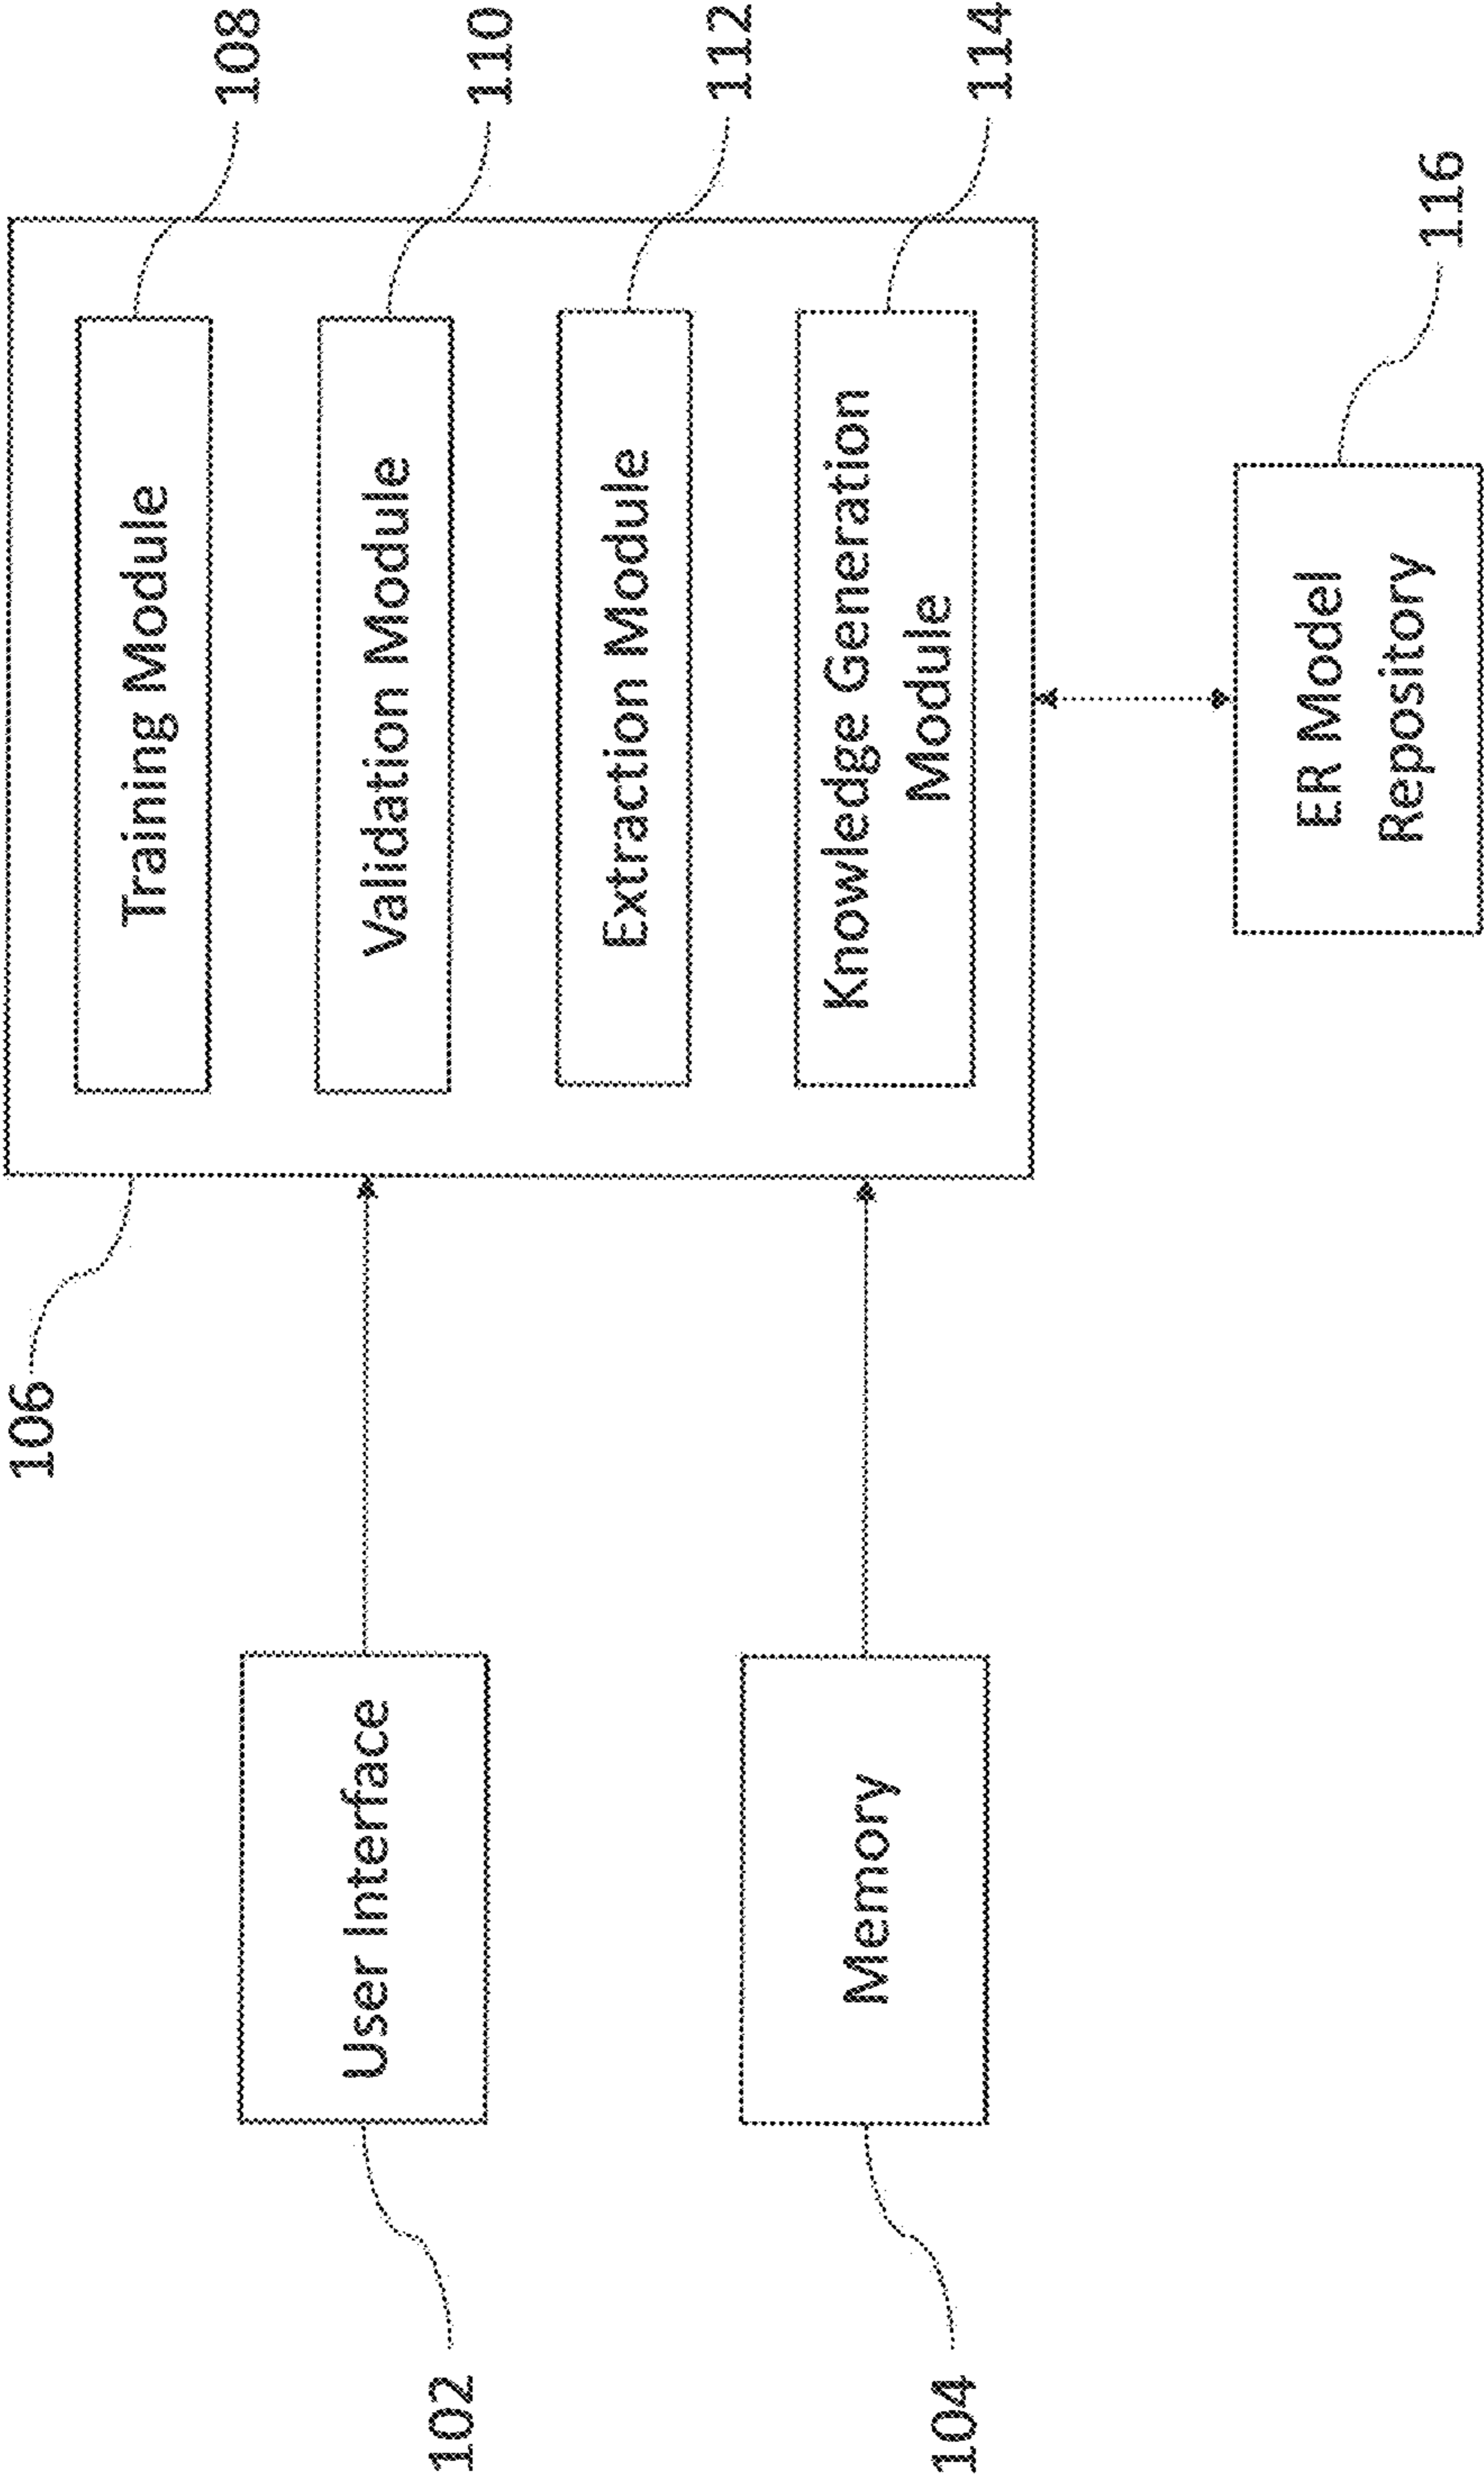 106
Training Module
108
User Interface
Validation Module
110
102
Extraction Module
112
Memory
Knowledge Generation
Module
114
104
ER Model
Repository
116